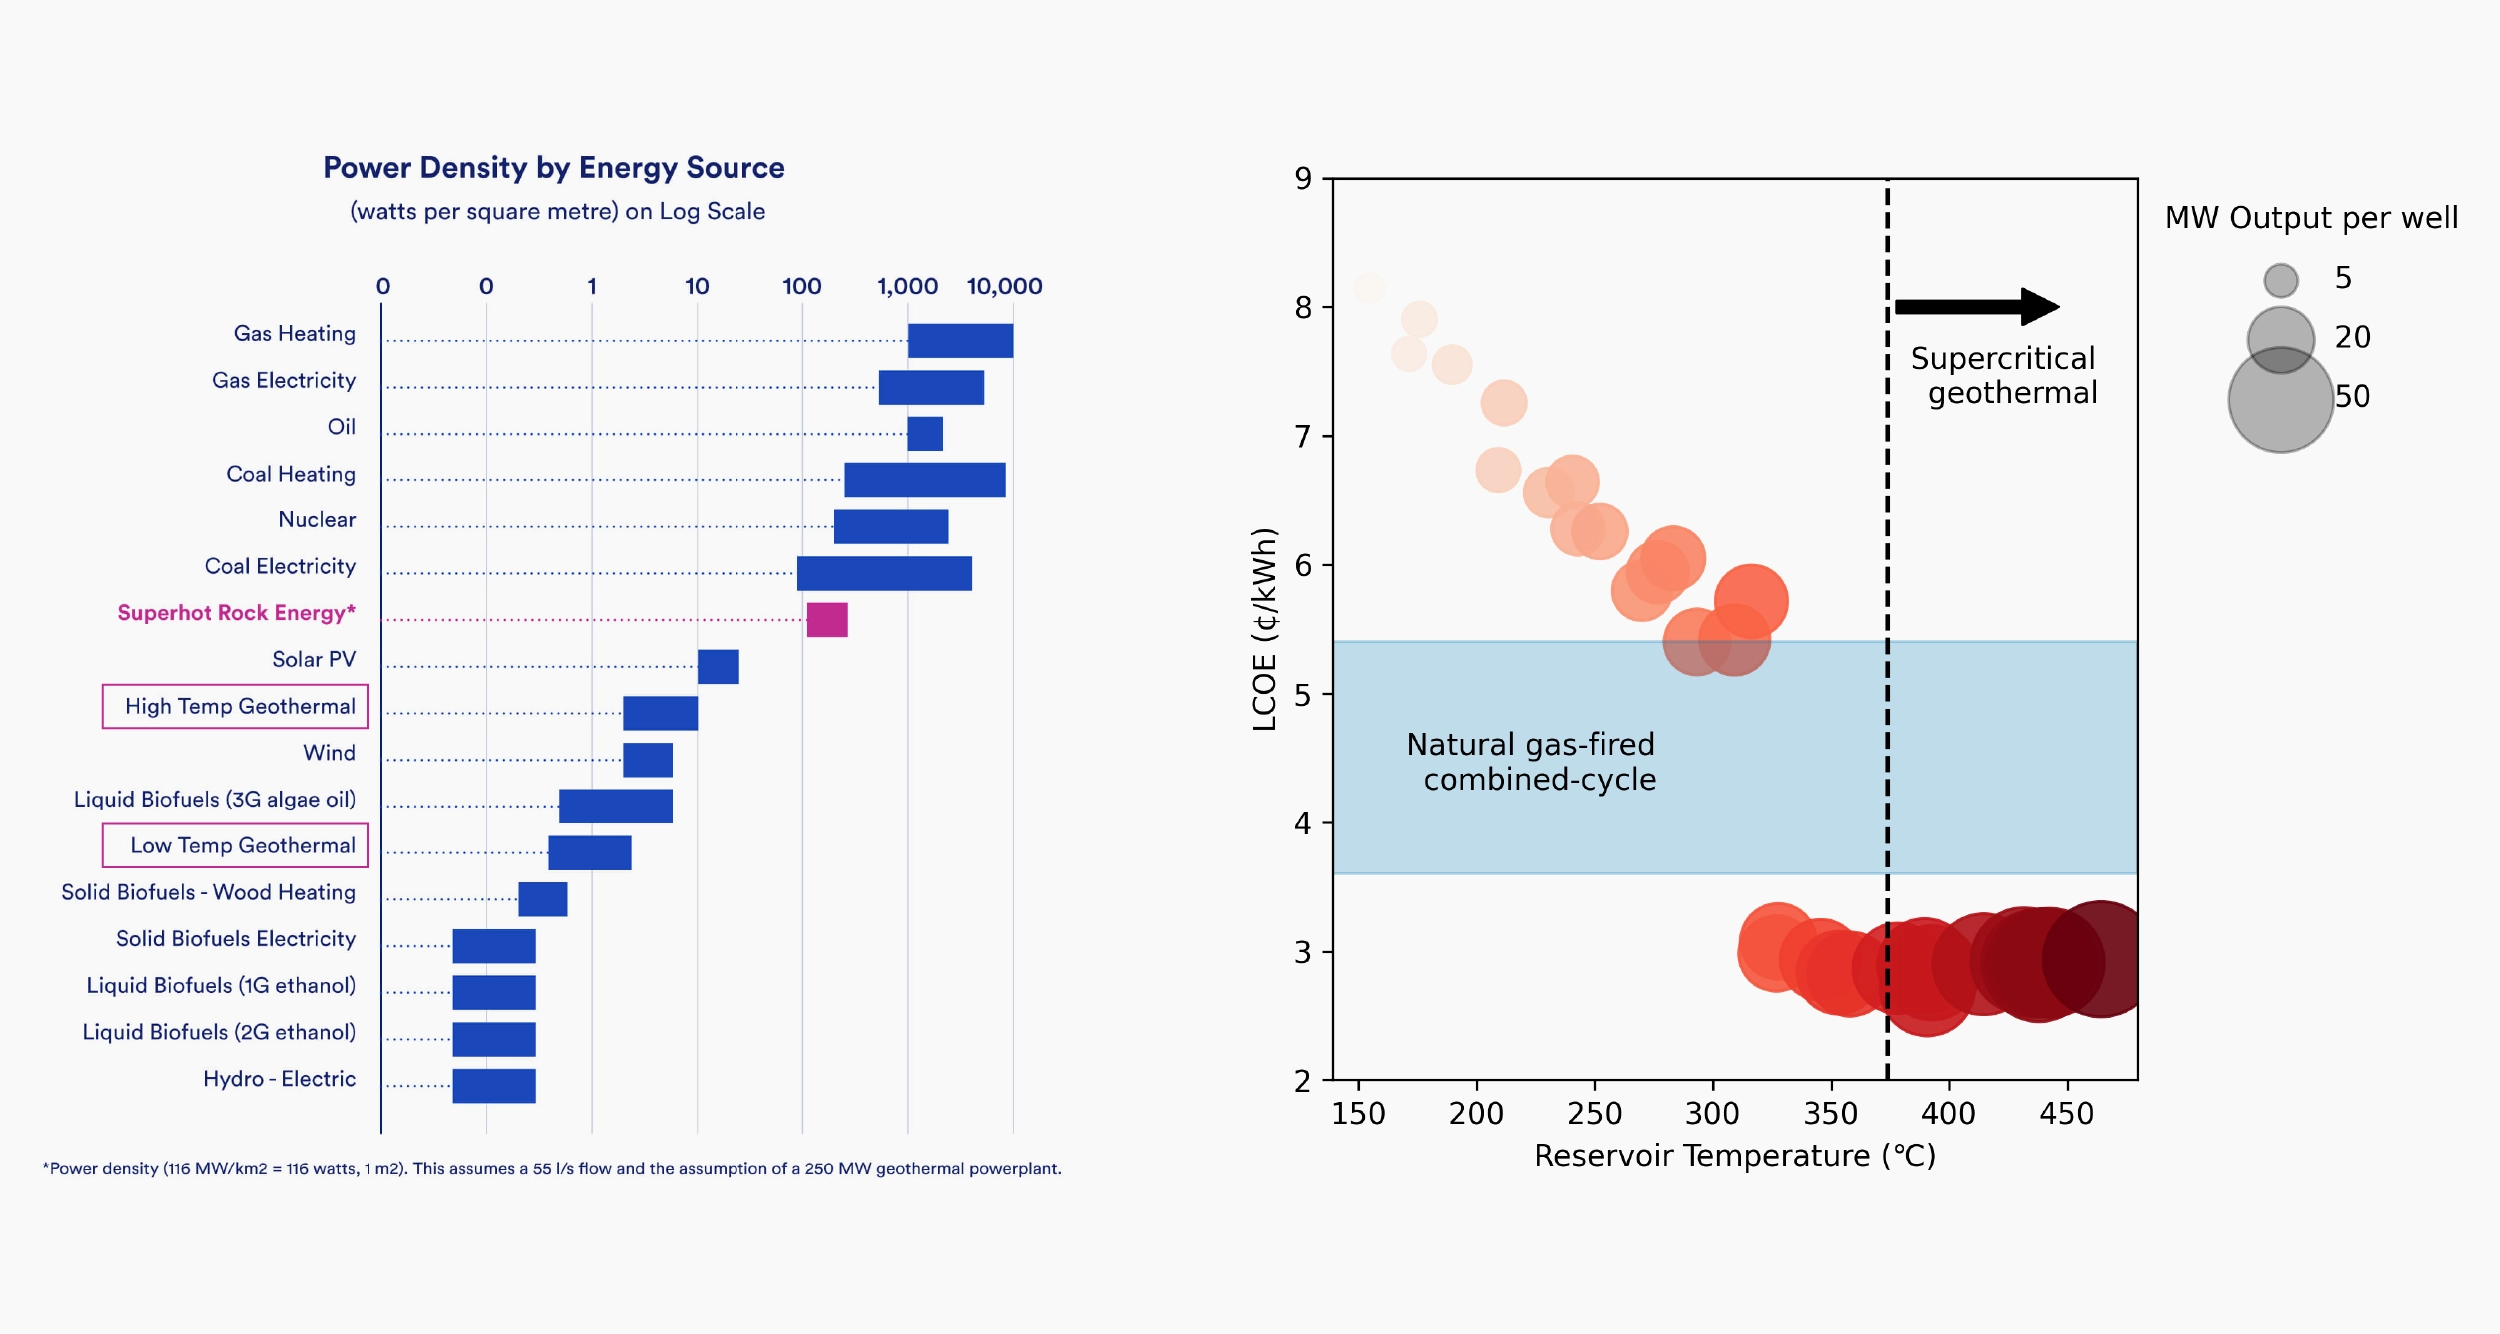 Power Density by Energy Source
(watts per square metre) on Log Scale
0 0 1 10 100 1,000 10,000
Gas Heating
Gas Electricity
Oil
Coal Heating
Nuclear
Coal Electricity
Superhot Rock Energy*
Solar PV
High Temp Geothermal
Wind
Liquid Biofuels (3G algae oil)
Low Temp Geothermal
Solid Biofuels - Wood Heating
Solid Biofuels Electricity
Liquid Biofuels (1G ethanol)
Liquid Biofuels (2G ethanol)
Hydro - Electric
*Power density (116 MW/km2 = 116 watts, 1 m2). This assumes a 55 l/s flow and the assumption of a 250 MW geothermal powerplant.
LCOE (¢/kWh)
9
8
7
6
5
4
3
2
Supercritical
geothermal
Natural gas-fired
combined-cycle
150 200 250 300 350 400 450
Reservoir Temperature (°C)
MW Output per well
5
20
50